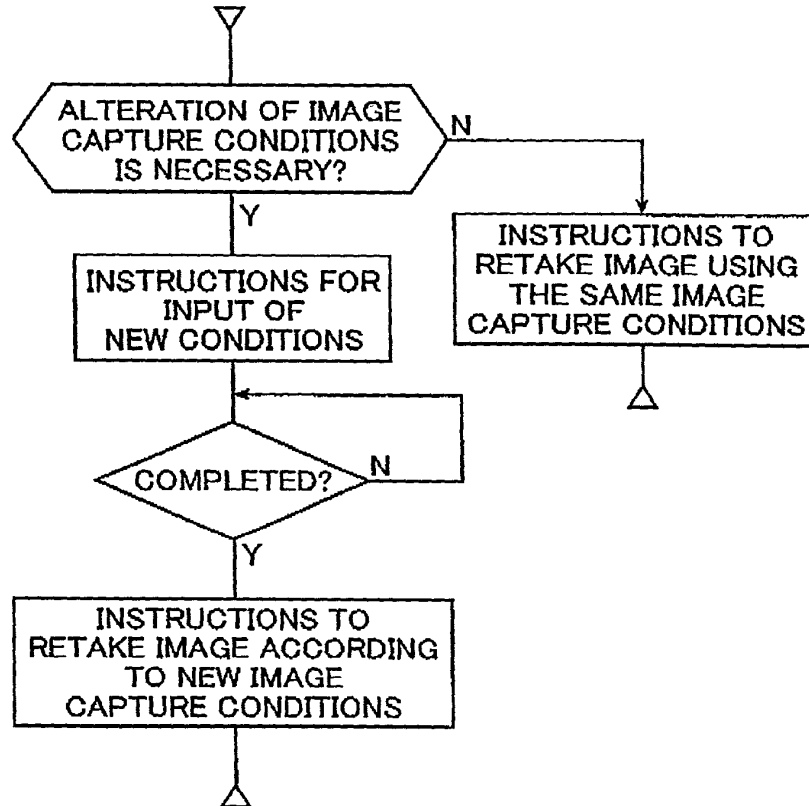 ALTERATION OF IMAGE
CAPTURE CONDITIONS
IS NECESSARY?
N
Y
INSTRUCTIONS TO
RETAKE IMAGE USING
THE SAME IMAGE
CAPTURE CONDITIONS
INSTRUCTIONS FOR
INPUT OF
NEW CONDITIONS
COMPLETED?
N
Y
INSTRUCTIONS TO
RETAKE IMAGE ACCORDING
TO NEW IMAGE
CAPTURE CONDITIONS